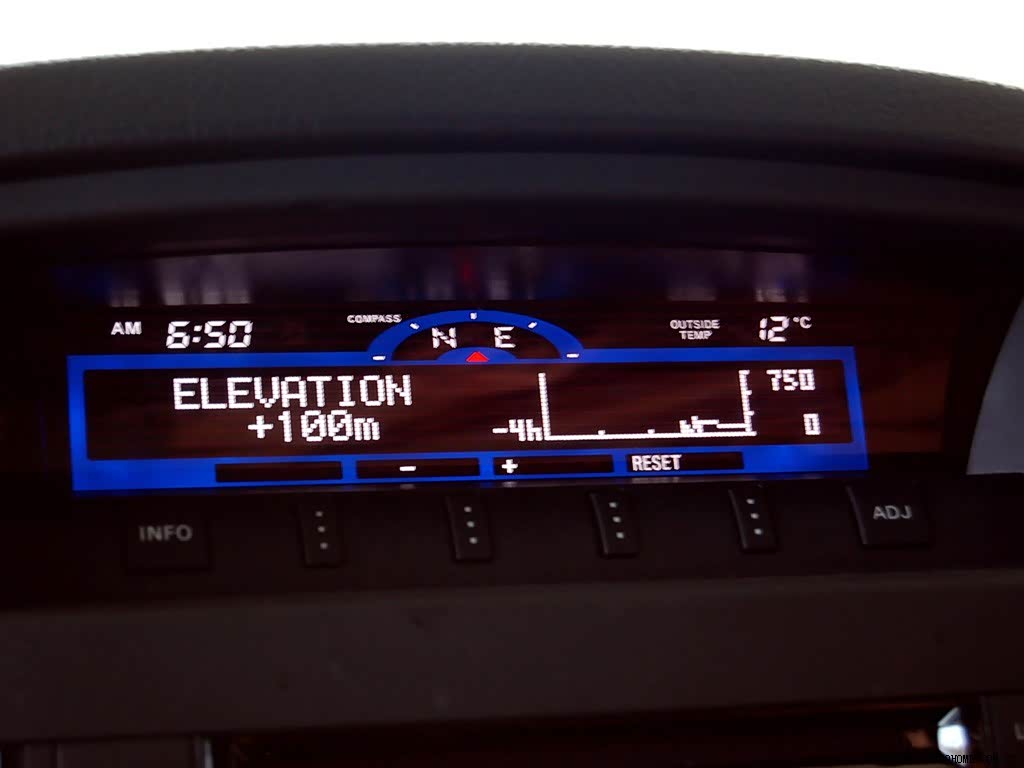 AM 6:50
COMPASS
N E
OUTSIDE
TEMP
12°C
ELEVATION
+100m
-4h
750
0
- + RESET
INFO
ADJ